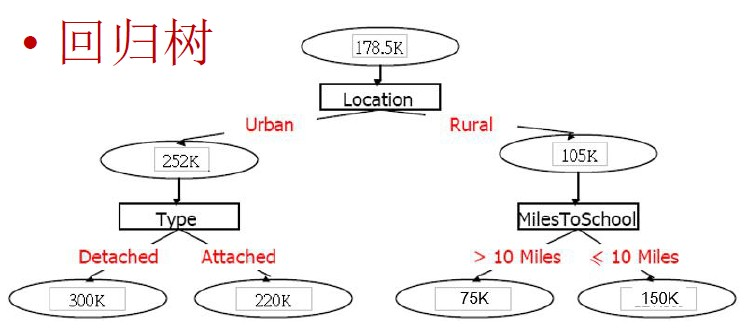 • 回归树
178.5K
Location
Urban
Rural
252K
105K
Type
MilesToSchool
Detached
Attached
> 10 Miles
≤ 10 Miles
300K
220K
75K
150K